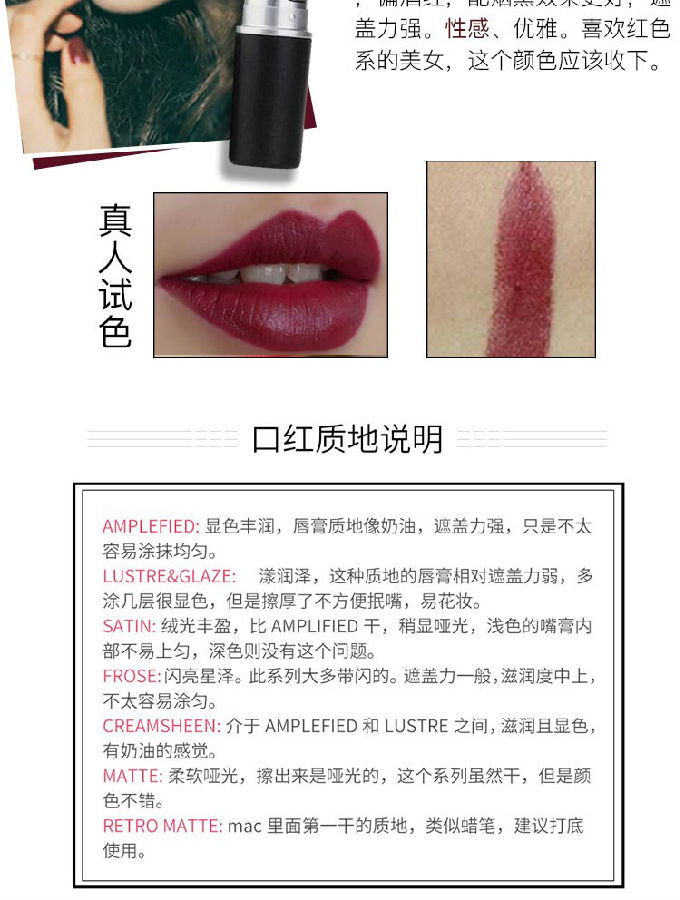 盖力强。性感、优雅。喜欢红色
系的美女，这个颜色应该收下。
真人试色
口红质地说明
AMPLEFIED: 显色丰润，唇膏质地像奶油，遮盖力强，只是不太
容易涂抹均匀。
LUSTRE&GLAZE: 漾润泽，这种质地的唇膏相对遮盖力弱，多
涂几层很显色，但是擦厚了不方便抿嘴，易花妆。
SATIN: 绒光丰盈，比 AMPLIFIED 干，稍显哑光，浅色的嘴膏内
部不易上匀，深色则没有这个问题。
FROSE:闪亮星泽。此系列大多带闪的。遮盖力一般，滋润度中上，
不太容易涂匀。
CREAMSHEEN: 介于 AMPLEFIED 和 LUSTRE 之间，滋润且显色，
有奶油的感觉。
MATTE: 柔软哑光，擦出来是哑光的，这个系列虽然干，但是颜
色不错。
RETRO MATTE: mac 里面第一干的质地，类似蜡笔，建议打底
使用。